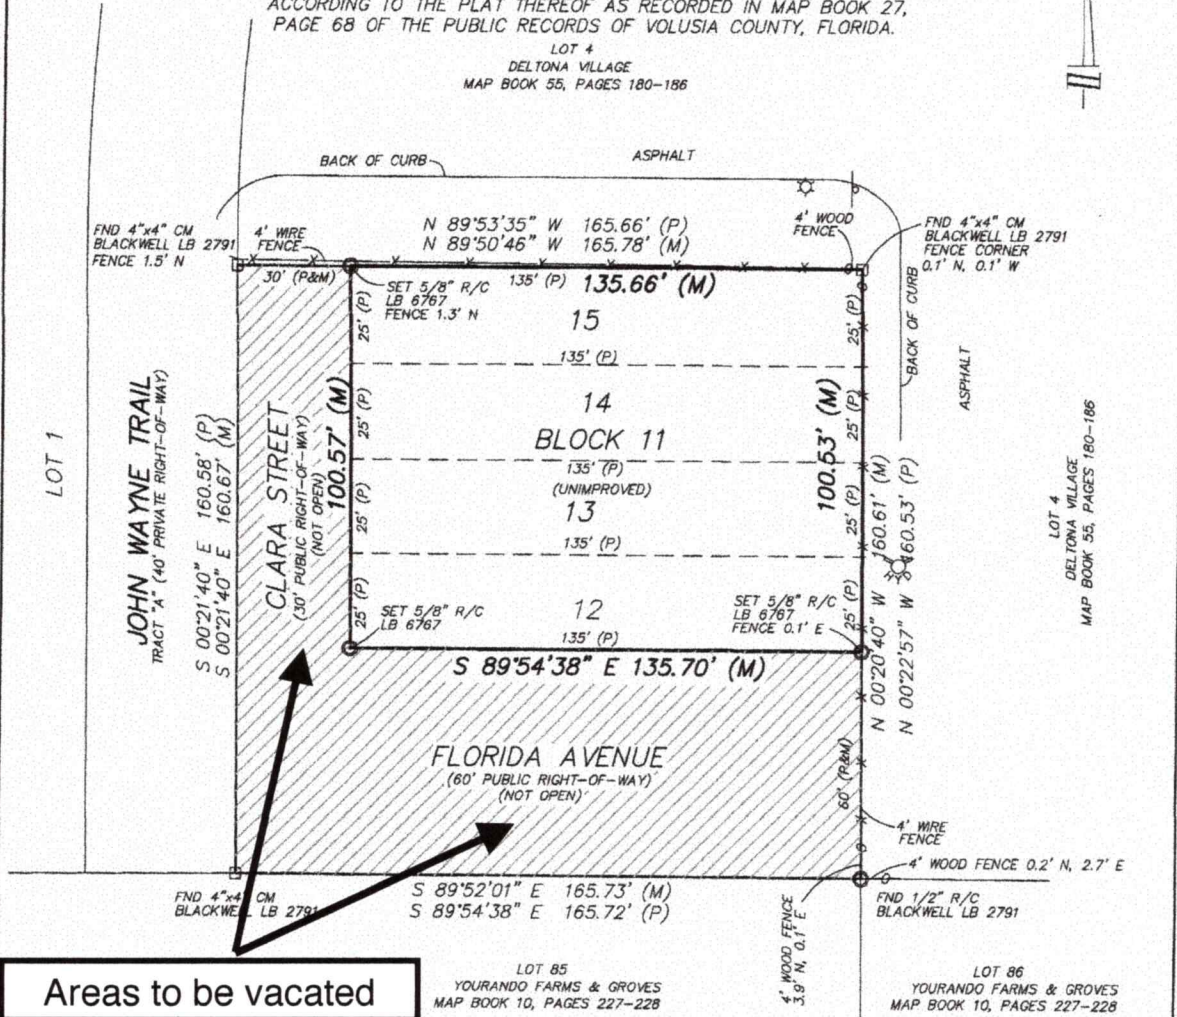 ACCORDING TO THE PLAT THEREOF AS RECORDED IN MAP BOOK 27,
PAGE 68 OF THE PUBLIC RECORDS OF VOLUSIA COUNTY, FLORIDA.
LOT 4
DELTONA VILLAGE
MAP BOOK 55, PAGES 180-186
BACK OF CURB
ASPHALT
N 89°53'35" W 165.66' (P)
N 89°50'46" W 165.78' (M)
FND 4"x4" CM
BLACKWELL LB 2791
FENCE 1.5' N
4' WIRE
FENCE
4' WOOD
FENCE
FND 4"x4" CM
BLACKWELL LB 2791
FENCE CORNER
0.1' N, 0.1' W
30' (P&M)
SET 5/8" R/C
LB 6767
FENCE 1.3' N
135' (P) 135.66' (M)
15
25' (P)
25' (P)
135' (P)
BACK OF CURB
ASPHALT
14
BLOCK 11
25' (P)
25' (P)
135' (P)
(UNIMPROVED)
13
25' (P)
25' (P)
135' (P)
12
25' (P)
25' (P)
135' (P)
100.57' (M)
100.53' (M)
LOT 1
JOHN WAYNE TRAIL
TRACT "A" (40' PRIVATE RIGHT-OF-WAY)
S 00°21'40" E 160.58' (P)
S 00°21'40" E 160.67' (M)
CLARA STREET
(30' PUBLIC RIGHT-OF-WAY)
(NOT OPEN)
N 00°20'40" W 160.61' (M)
N 00°22'57" W 160.53' (P)
LOT 4
DELTONA VILLAGE
MAP BOOK 55, PAGES 180-186
SET 5/8" R/C
LB 6767
SET 5/8" R/C
LB 6767
FENCE 0.1' E
S 89°54'38" E 135.70' (M)
FLORIDA AVENUE
(60' PUBLIC RIGHT-OF-WAY)
(NOT OPEN)
60' (P&M)
4' WIRE
FENCE
4' WOOD FENCE 0.2' N, 2.7' E
FND 4"x4" CM
BLACKWELL LB 2791
S 89°52'01" E 165.73' (M)
S 89°54'38" E 165.72' (P)
FND 1/2" R/C
BLACKWELL LB 2791
4' WOOD FENCE
3.9' N, 0.1' E
Areas to be vacated
LOT 85
YOURANDO FARMS & GROVES
MAP BOOK 10, PAGES 227-228
LOT 86
YOURANDO FARMS & GROVES
MAP BOOK 10, PAGES 227-228